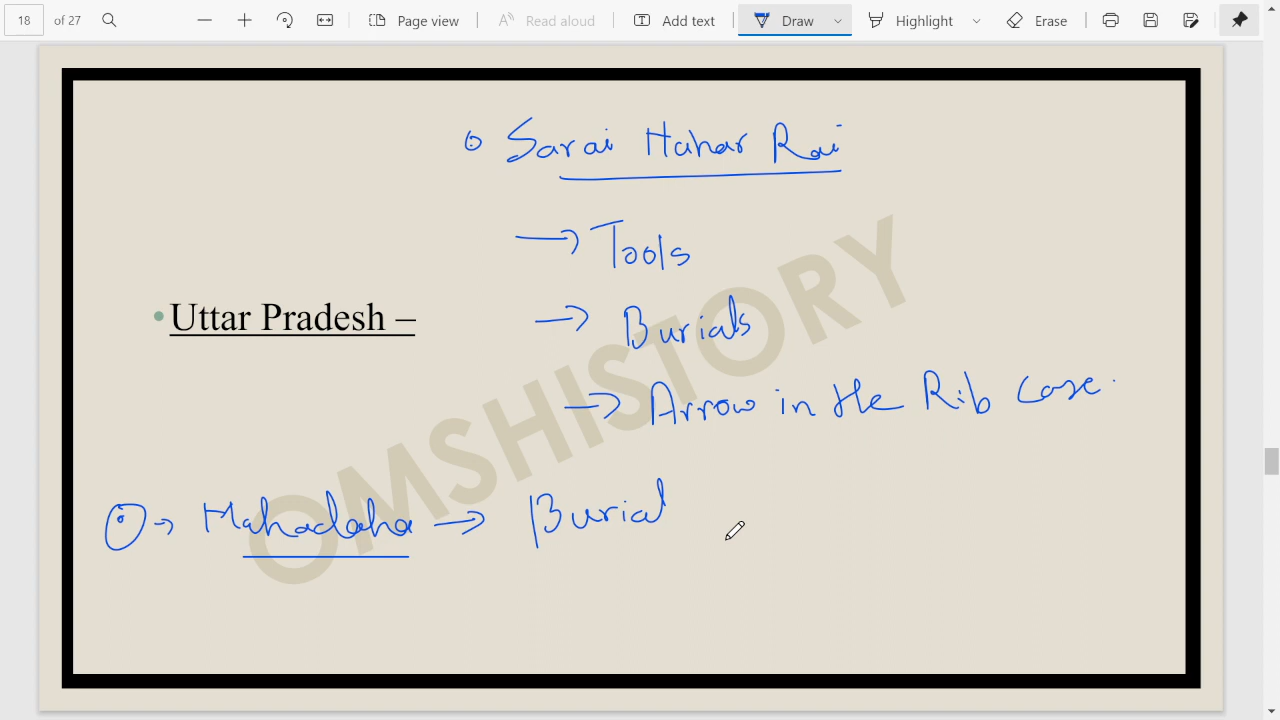 18 of 27 Page view Read aloud Add text Draw Highlight Erase
Sarai Hahar Rai
→ Tools
Uttar Pradesh –
→ Burials
→ Arrow in the Rib Case.
→ Mahadaha → Burial
OMSHISTORY